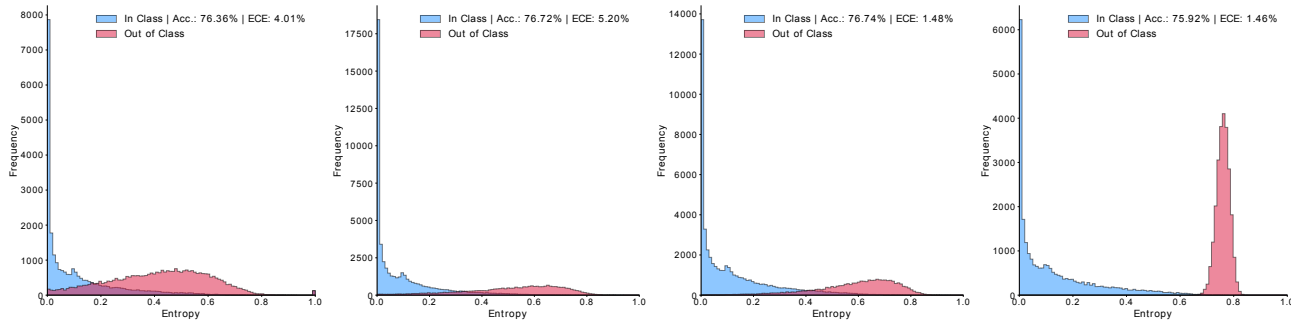 In Class | Acc.: 76.36% | ECE: 4.01%
Out of Class
8000
7000
6000
5000
4000
3000
2000
1000
0
Frequency
0.0 0.2 0.4 0.6 0.8 1.0
Entropy
In Class | Acc.: 76.72% | ECE: 5.20%
Out of Class
17500
15000
12500
10000
7500
5000
2500
0
Frequency
0.2 0.4 0.6 0.8 1.0
Entropy
In Class | Acc.: 76.74% | ECE: 1.48%
Out of Class
14000
12000
10000
8000
6000
4000
2000
0
Frequency
0.0 0.2 0.4 0.6 0.8 1.0
Entropy
In Class | Acc.: 75.92% | ECE: 1.46%
Out of Class
6000
5000
4000
3000
2000
1000
0
Frequency
0.0 0.2 0.4 0.6 0.8 1.0
Entropy